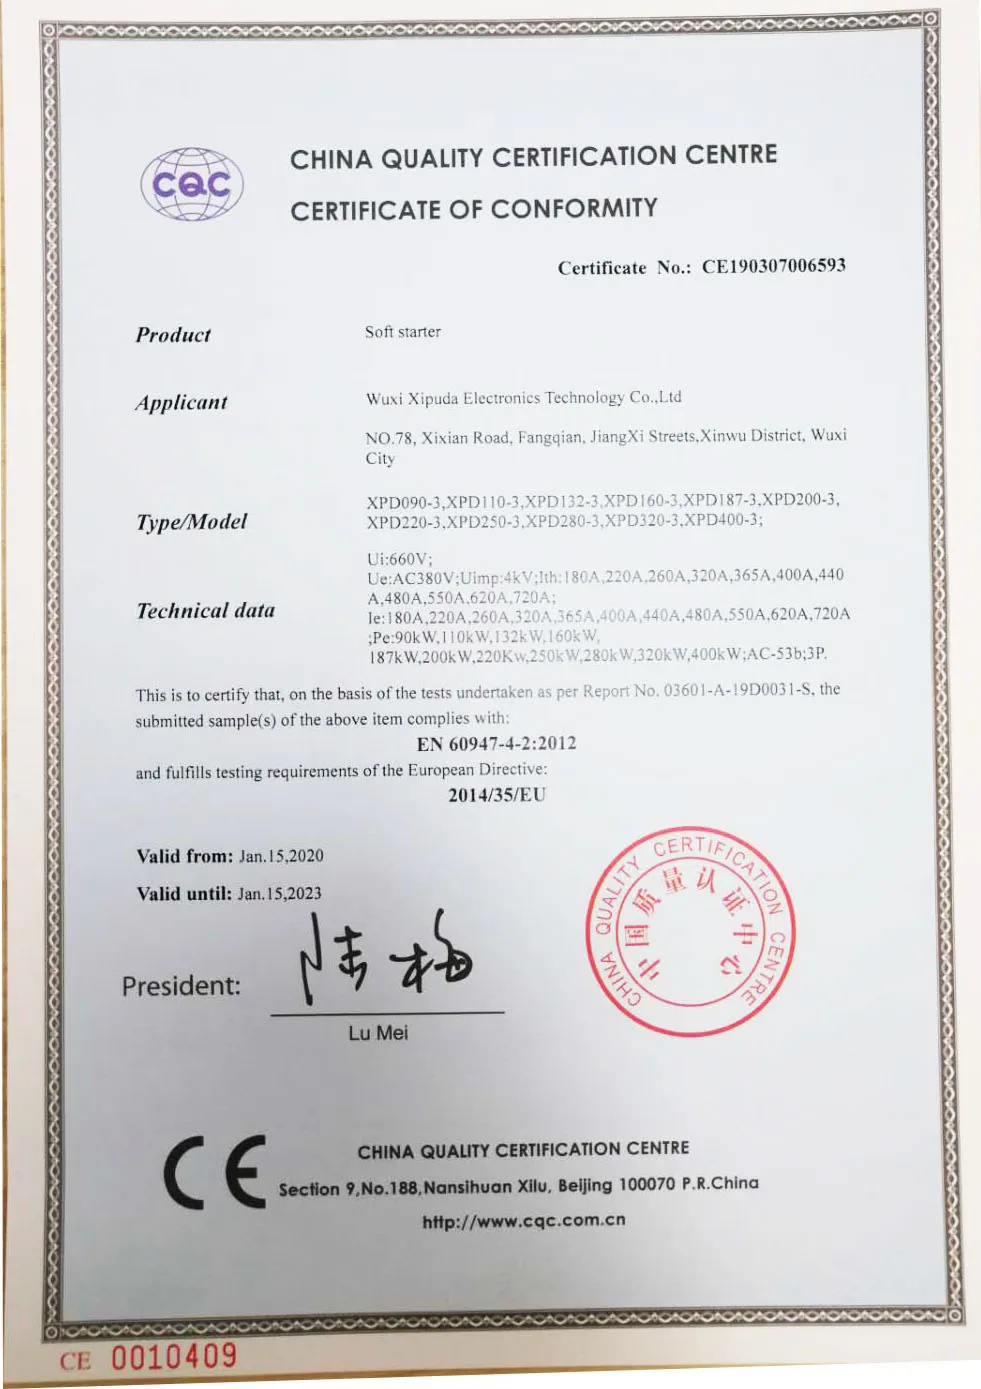 CQC
CHINA QUALITY CERTIFICATION CENTRE
CERTIFICATE OF CONFORMITY
Certificate No.: CE190307006593
Product Soft starter
Applicant Wuxi Xipuda Electronics Technology Co.,Ltd
NO.78, Xixian Road, Fangqian, JiangXi Streets,Xinwu District, Wuxi
City
XPD090-3,XPD110-3,XPD132-3,XPD160-3,XPD187-3,XPD200-3,
Type/Model XPD220-3,XPD250-3,XPD280-3,XPD320-3,XPD400-3;
Ui:660V;
Ue:AC380V;Uimp:4kV;Ith:180A,220A,260A,320A,365A,400A,440
A,480A,550A,620A,720A;
Technical data Ie:180A,220A,260A,320A,365A,400A,440A,480A,550A,620A,720A
;Pe:90kW,110kW,132kW,160kW,
187kW,200kW,220Kw,250kW,280kW,320kW,400kW;AC-53b;3P.
This is to certify that, on the basis of the tests undertaken as per Report No. 03601-A-19D0031-S, the
submitted sample(s) of the above item complies with:
EN 60947-4-2:2012
and fulfills testing requirements of the European Directive:
2014/35/EU
Valid from: Jan.15,2020
Valid until: Jan.15,2023
CHINA QUALITY CERTIFICATION CENTRE
中国质量认证中心
President: 陆梅
Lu Mei
CE
CHINA QUALITY CERTIFICATION CENTRE
Section 9,No.188,Nansihuan Xilu, Beijing 100070 P.R.China
http://www.cqc.com.cn
CE 0010409